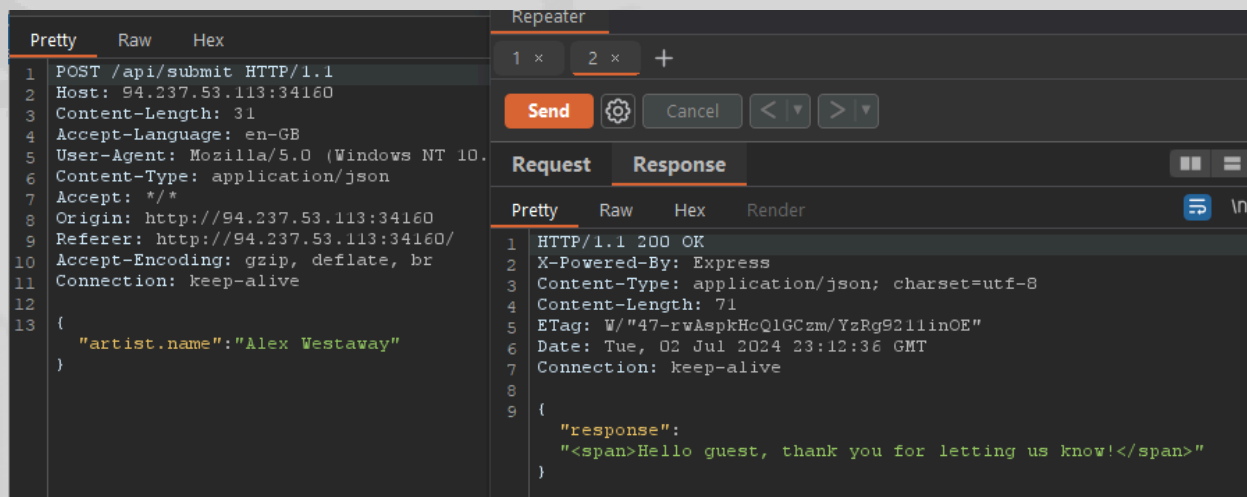 Pretty Raw Hex
1 POST /api/submit HTTP/1.1
2 Host: 94.237.53.113:34160
3 Content-Length: 31
4 Accept-Language: en-GB
5 User-Agent: Mozilla/5.0 (Windows NT 10.
6 Content-Type: application/json
7 Accept: */*
8 Origin: http://94.237.53.113:34160
9 Referer: http://94.237.53.113:34160/
10 Accept-Encoding: gzip, deflate, br
11 Connection: keep-alive
12
13 {
"artist.name":"Alex Westaway"
}
Repeater
1 × 2 × +
Send Cancel < ▼ > ▼
Request Response
Pretty Raw Hex Render \n
1 HTTP/1.1 200 OK
2 X-Powered-By: Express
3 Content-Type: application/json; charset=utf-8
4 Content-Length: 71
5 ETag: W/"47-rwAspkHcQlGCzm/YzRg9211inOE"
6 Date: Tue, 02 Jul 2024 23:12:36 GMT
7 Connection: keep-alive
8
9 {
"response":
"<span>Hello guest, thank you for letting us know!</span>"
}